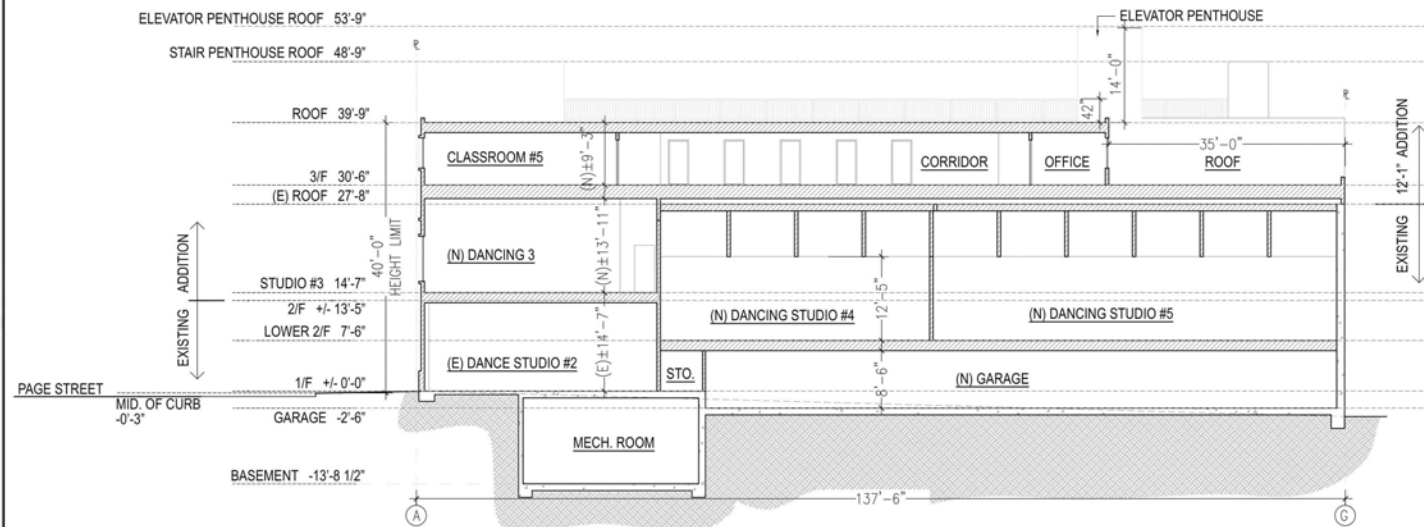 ELEVATOR PENTHOUSE ROOF 53'-9"
ELEVATOR PENTHOUSE
STAIR PENTHOUSE ROOF 48'-9"
14'-0"
42"
ROOF 39'-9"
CLASSROOM #5
(N)±9'-3"
CORRIDOR
OFFICE
35'-0"
ROOF
12'-1" ADDITION
EXISTING
3/F 30'-6"
(E) ROOF 27'-8"
40'-0"
HEIGHT LIMIT
ADDITION
EXISTING
(N) DANCING 3
(N)±13'-11"
STUDIO #3 14'-7"
2/F +/- 13'-5"
LOWER 2/F 7'-6"
12'-5"
(N) DANCING STUDIO #4
(N) DANCING STUDIO #5
(E) DANCE STUDIO #2
(E)±14'-7"
STO.
8'-6"
(N) GARAGE
1/F +/- 0'-0"
PAGE STREET
MID. OF CURB
-0'-3"
GARAGE -2'-6"
MECH. ROOM
BASEMENT -13'-8 1/2"
137'-6"
A
G